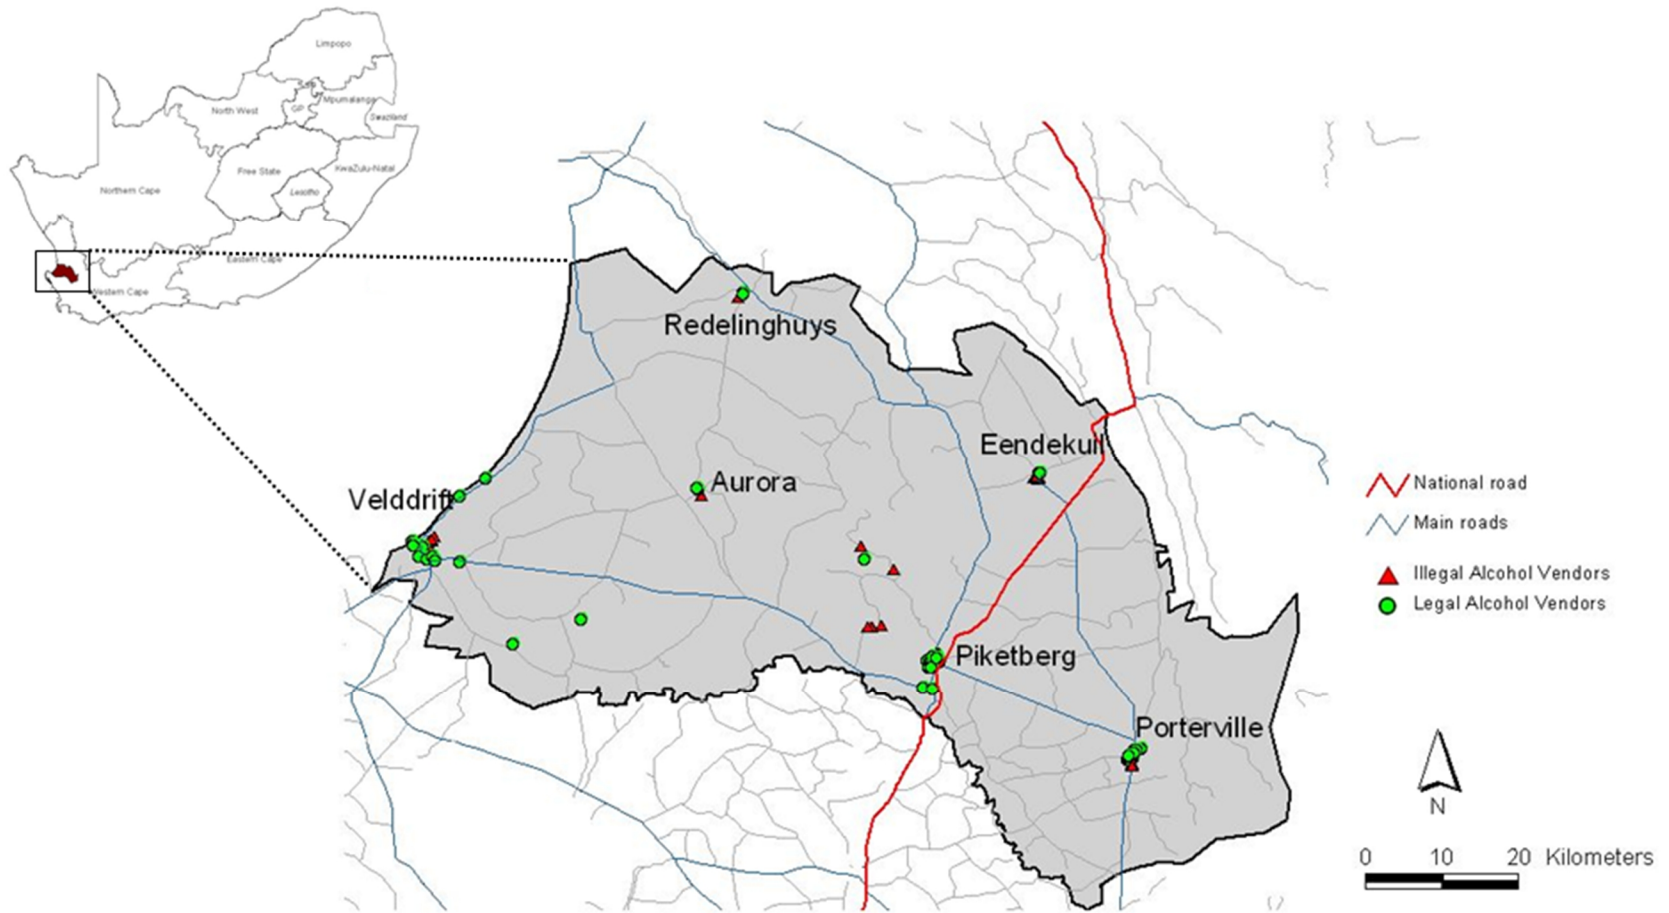 Limpopo
North West
GP
Mpumalanga
Swaziland
Free State
KwaZulu-Natal
Lesotho
Northern Cape
Eastern Cape
Western Cape
Redelinghuys
Eendekuil
Aurora
Velddrift
Piketberg
Porterville
National road
Main roads
Illegal Alcohol Vendors
Legal Alcohol Vendors
N
0 10 20 Kilometers